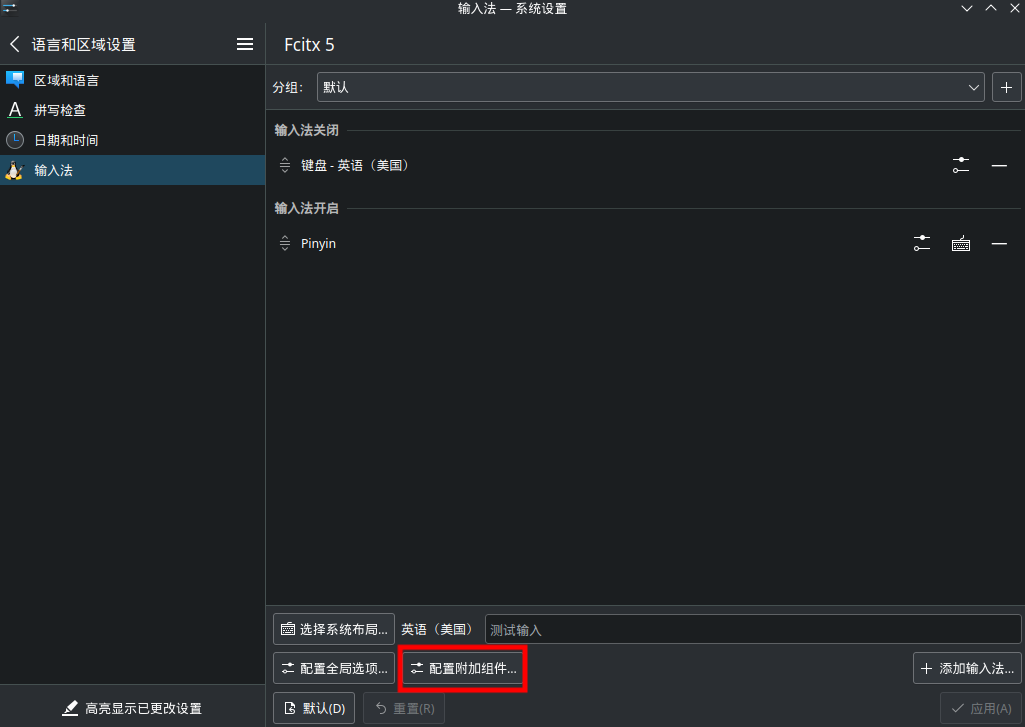 输入法 — 系统设置
语言和区域设置
Fcitx 5
区域和语言
拼写检查
日期和时间
输入法
分组：
默认
输入法关闭
键盘 - 英语（美国）
输入法开启
Pinyin
选择系统布局...
英语（美国）
测试输入
配置全局选项...
配置附加组件...
添加输入法...
高亮显示已更改设置
默认(D)
重置(R)
应用(A)